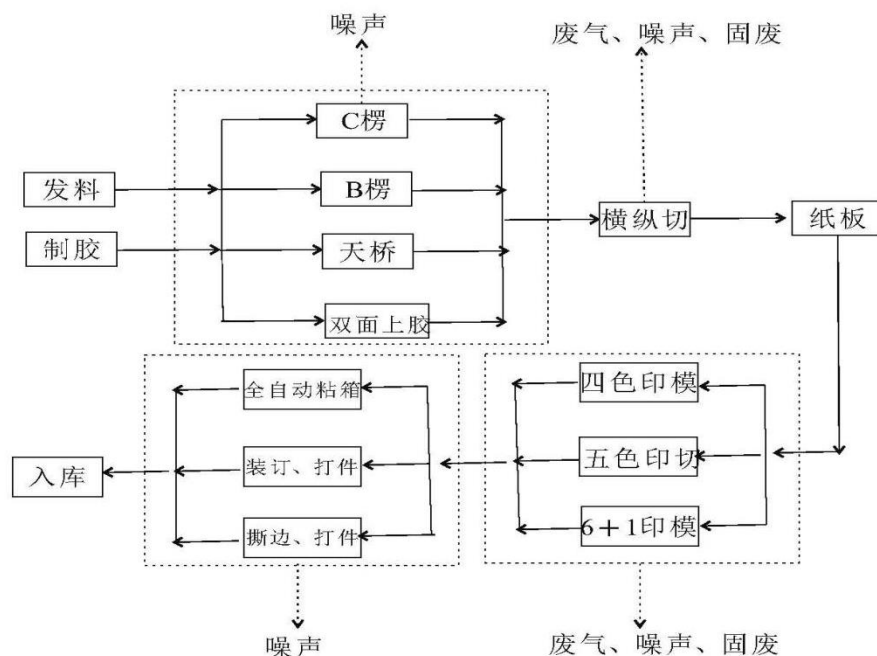 噪声
废气、噪声、固废
C楞
发料
B楞
横纵切
纸板
制胶
天桥
双面上胶
全自动粘箱
四色印模
入库
装订、打件
五色印切
撕边、打件
6+1印模
噪声
废气、噪声、固废